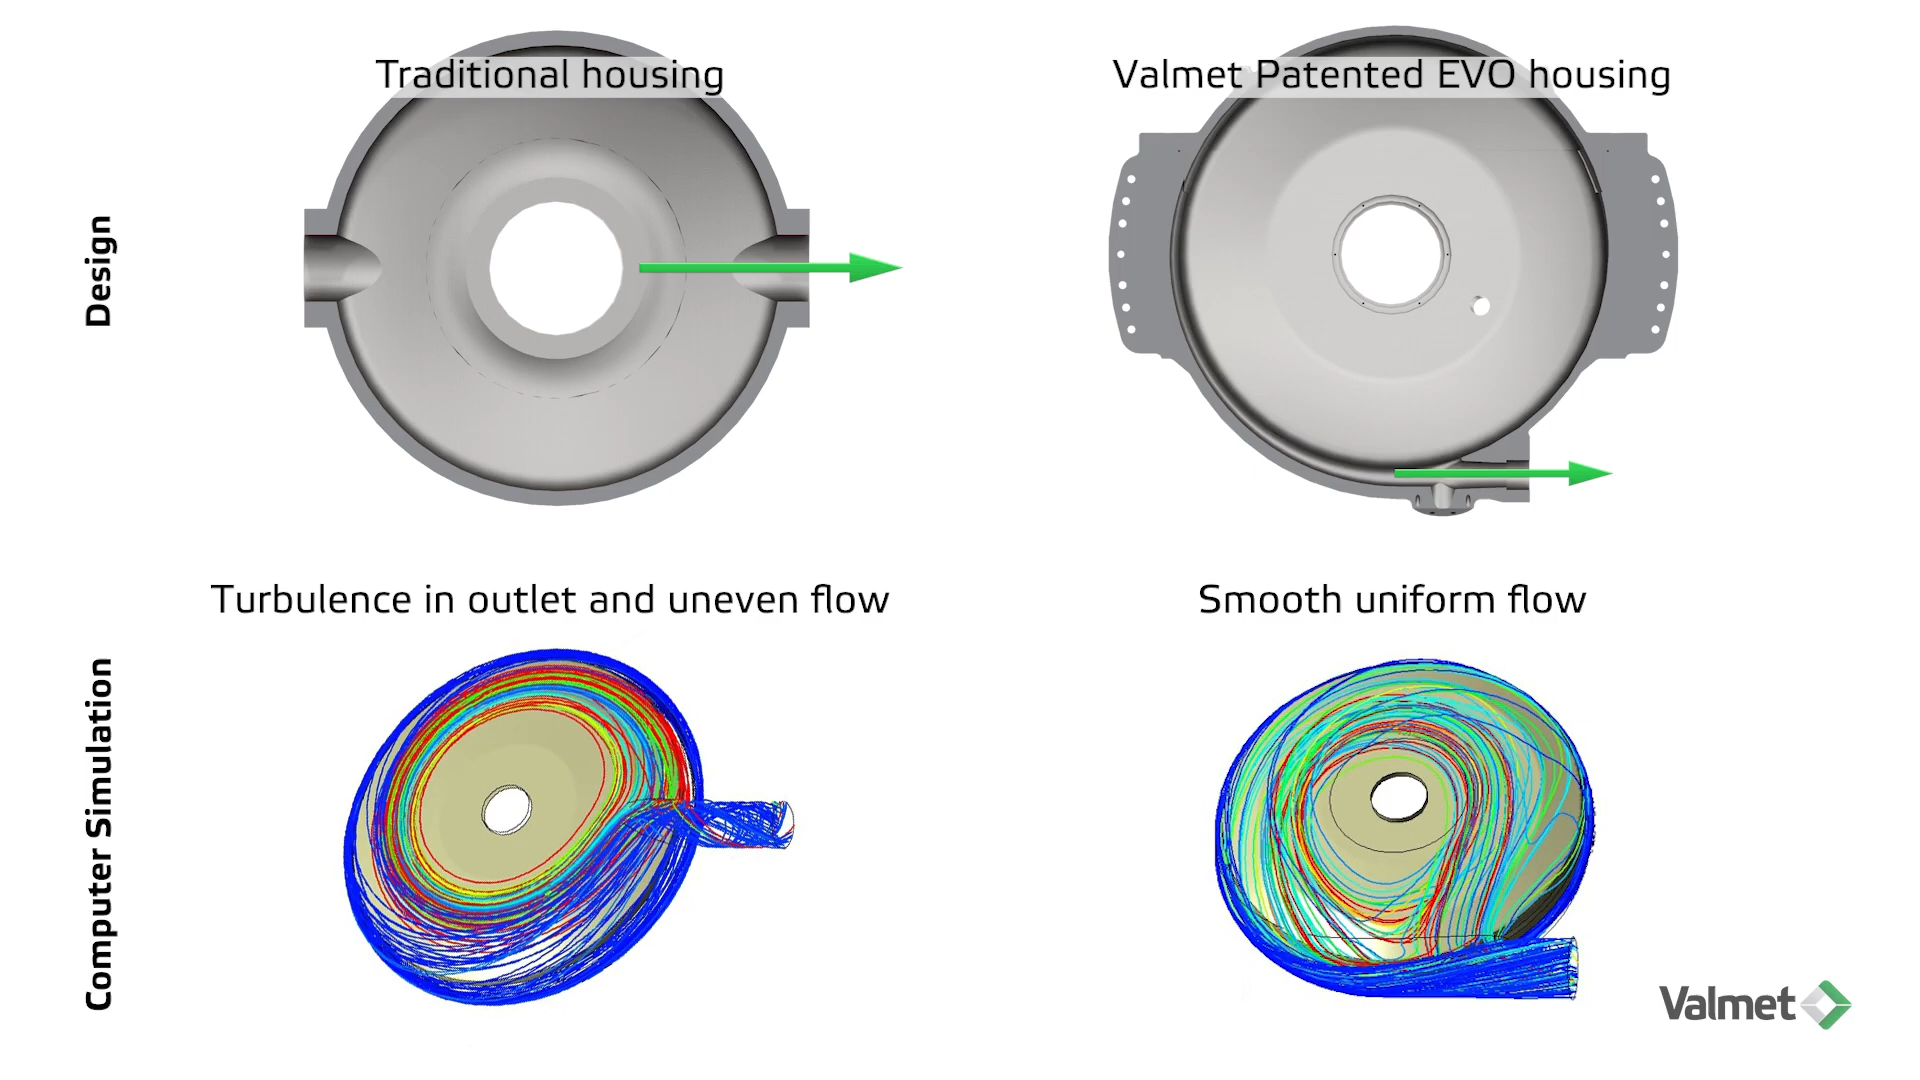 Traditional housing
Valmet Patented EVO housing
Design
Turbulence in outlet and uneven flow
Smooth uniform flow
Computer Simulation
Valmet